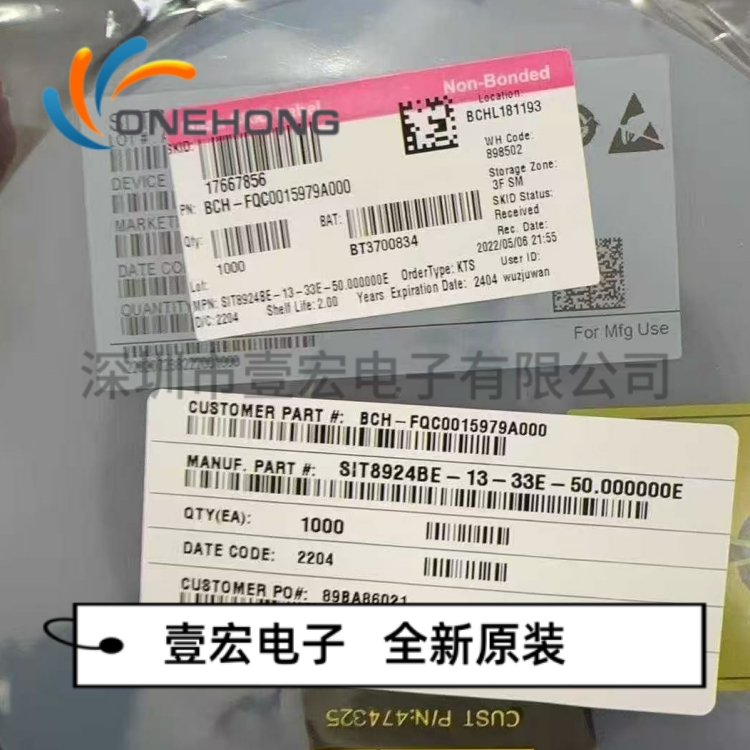 ONEHONG
Non-Bonded
Label
SKID:
17667856
Location
BCHL181193
PN: BCH-FQC0015979A000
WH Code:
898502
Storage Zone:
3F SM
SKID Status:
Received
Qty:
1000
BAT:
BT3700834
Rec. Date:
2022/05/06 21:55
User ID:
wuzjuwan
Lot:
MPN: SIT8924BE-13-33E-50.000000E OrderType: KTS
D/C: 2204 Shelf Life: 2.00 Years Expiration Date: 2404
LOT #
DEVICE
MARKET
DATE CO
QUANTITY
For Mfg Use
深圳市壹宏电子有限公司
CUSTOMER PART #: BCH-FQC0015979A000
MANUF. PART #: SIT8924BE-13-33E-50.000000E
QTY(EA): 1000
DATE CODE: 2204
CUSTOMER PO#: 89BA86021
壹宏电子 全新原装
CUST P/N:474325